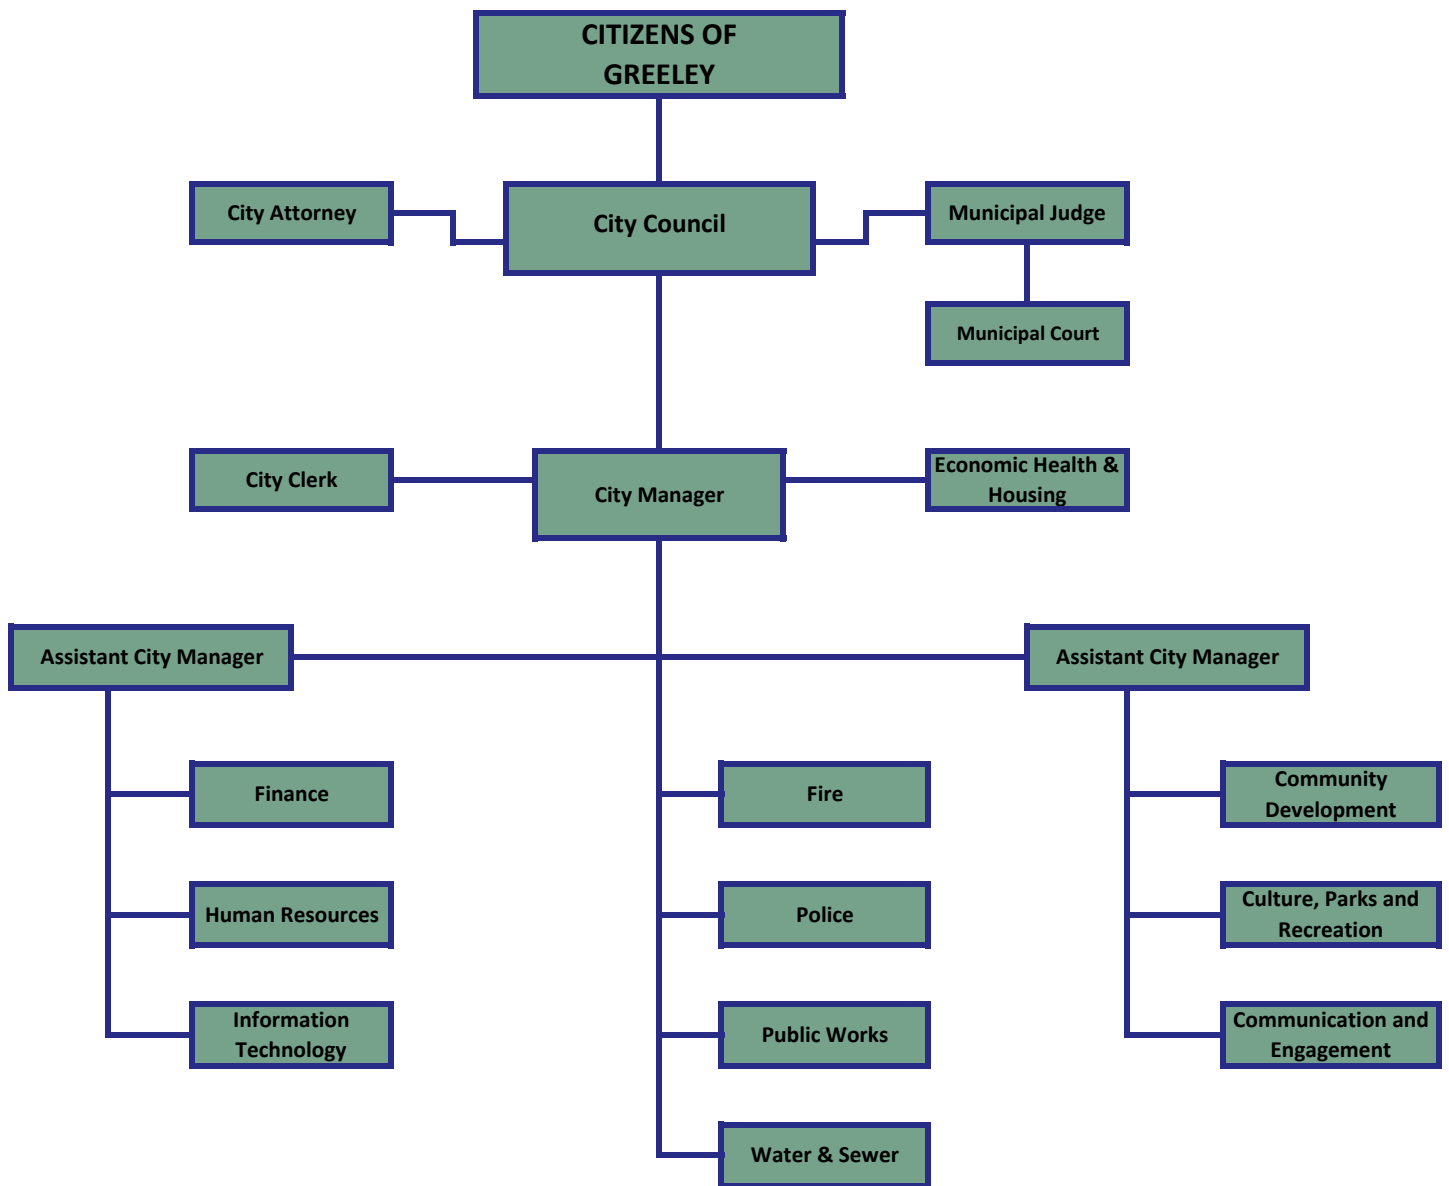 CITIZENS OF
GREELEY
City Attorney
City Council
Municipal Judge
Municipal Court
City Clerk
City Manager
Economic Health &
Housing
Assistant City Manager
Assistant City Manager
Finance
Fire
Community
Development
Human Resources
Police
Culture, Parks and
Recreation
Information
Technology
Public Works
Communication and
Engagement
Water & Sewer